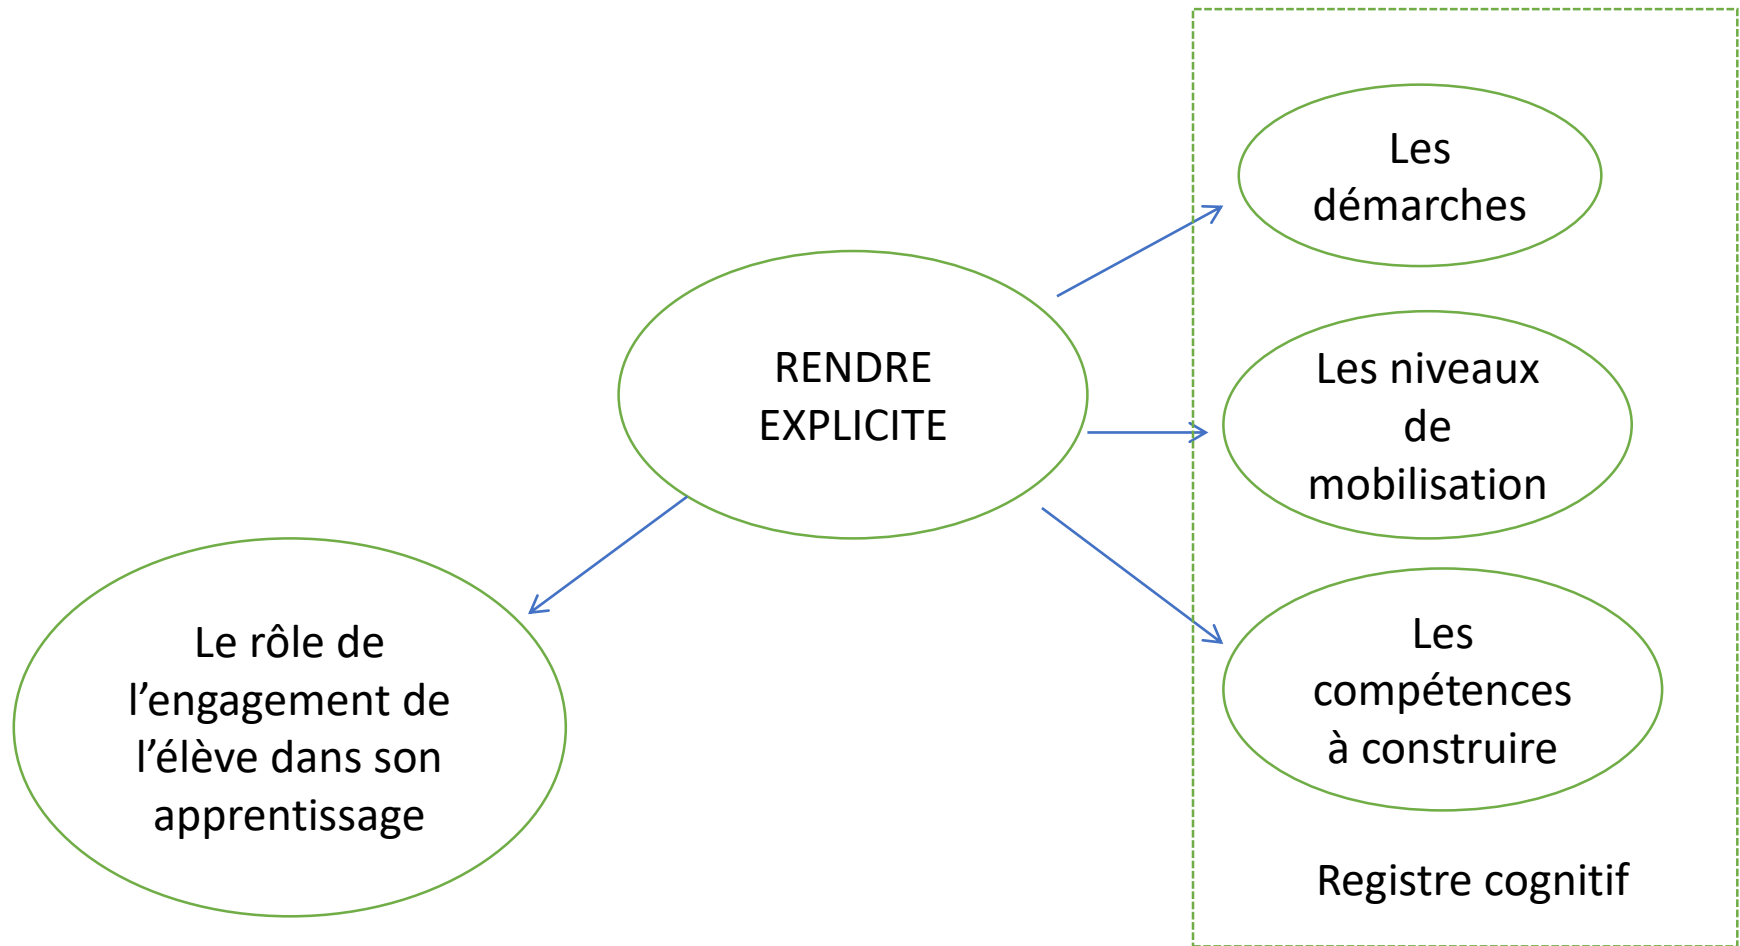 Les
démarches
RENDRE
EXPLICITE
Les niveaux
de
mobilisation
Le rôle de
l’engagement de
l’élève dans son
apprentissage
Les
compétences
à construire
Registre cognitif